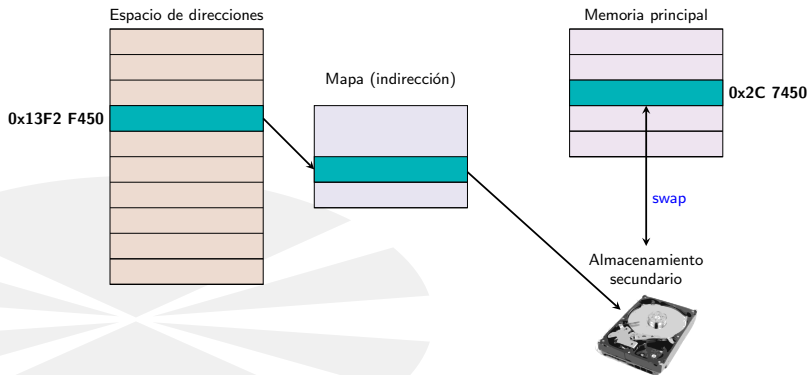 Espacio de direcciones
Memoria principal
Mapa (indirección)
0x13F2 F450
0x2C 7450
swap
Almacenamiento
secundario